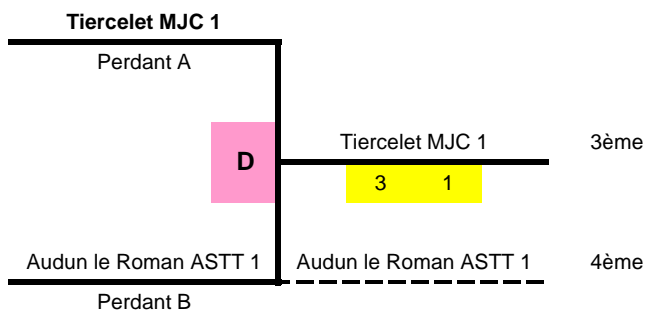 Tiercelet MJC 1
Perdant A
D
Tiercelet MJC 1 3ème
3 1
Audun le Roman ASTT 1 Audun le Roman ASTT 1 4ème
Perdant B